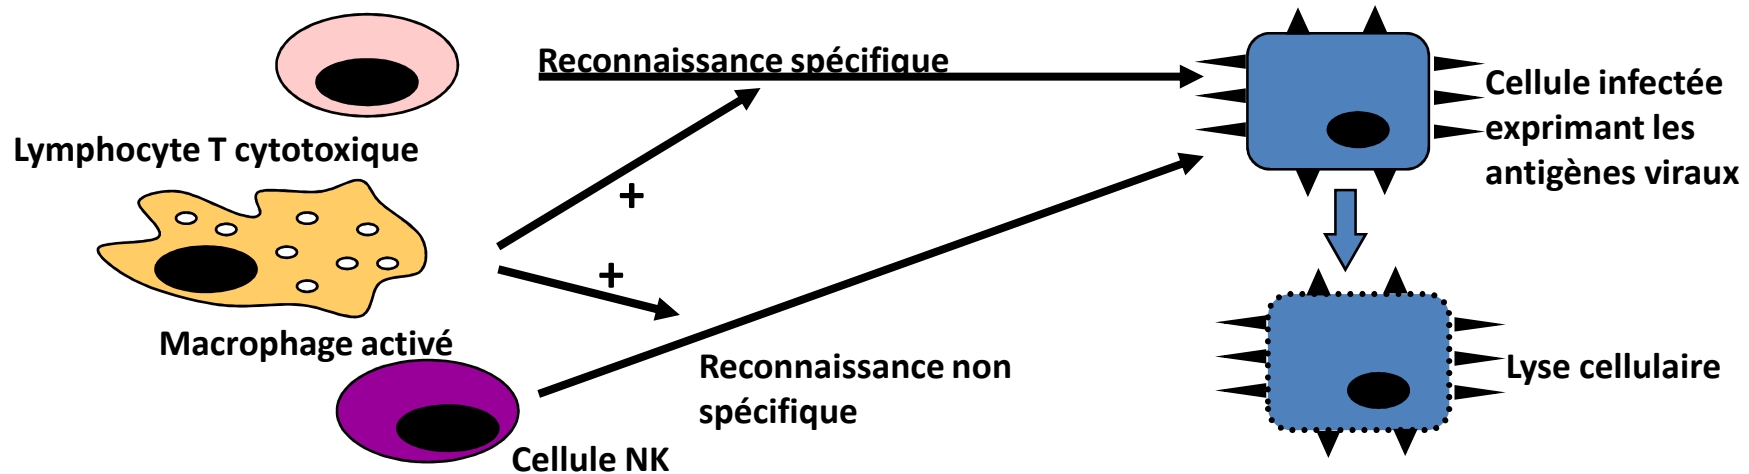 Reconnaissance spécifique
Cellule infectée
exprimant les
antigènes viraux
Lymphocyte T cytotoxique
+
+
Macrophage activé
Reconnaissance non
spécifique
Lyse cellulaire
Cellule NK